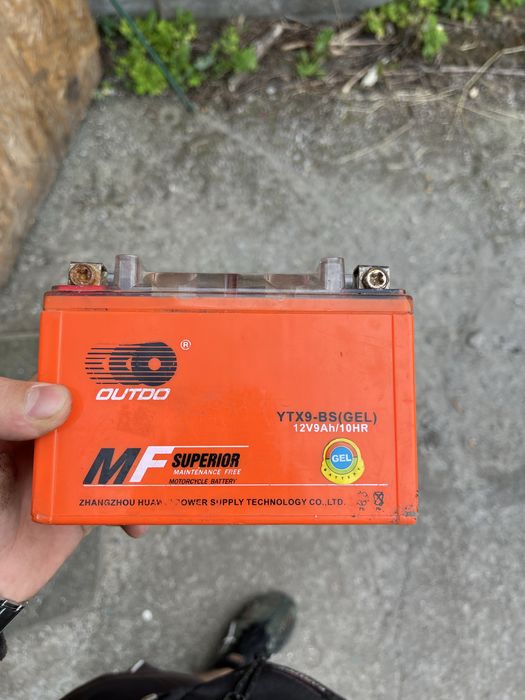 ®
OUTDO
YTX9-BS(GEL)
12V9Ah/10HR
MF SUPERIOR
MAINTENANCE FREE
MOTORCYCLE BATTERY
GEL
BATTERY
ZHANGZHOU POWER SUPPLY TECHNOLOGY CO.,LTD.